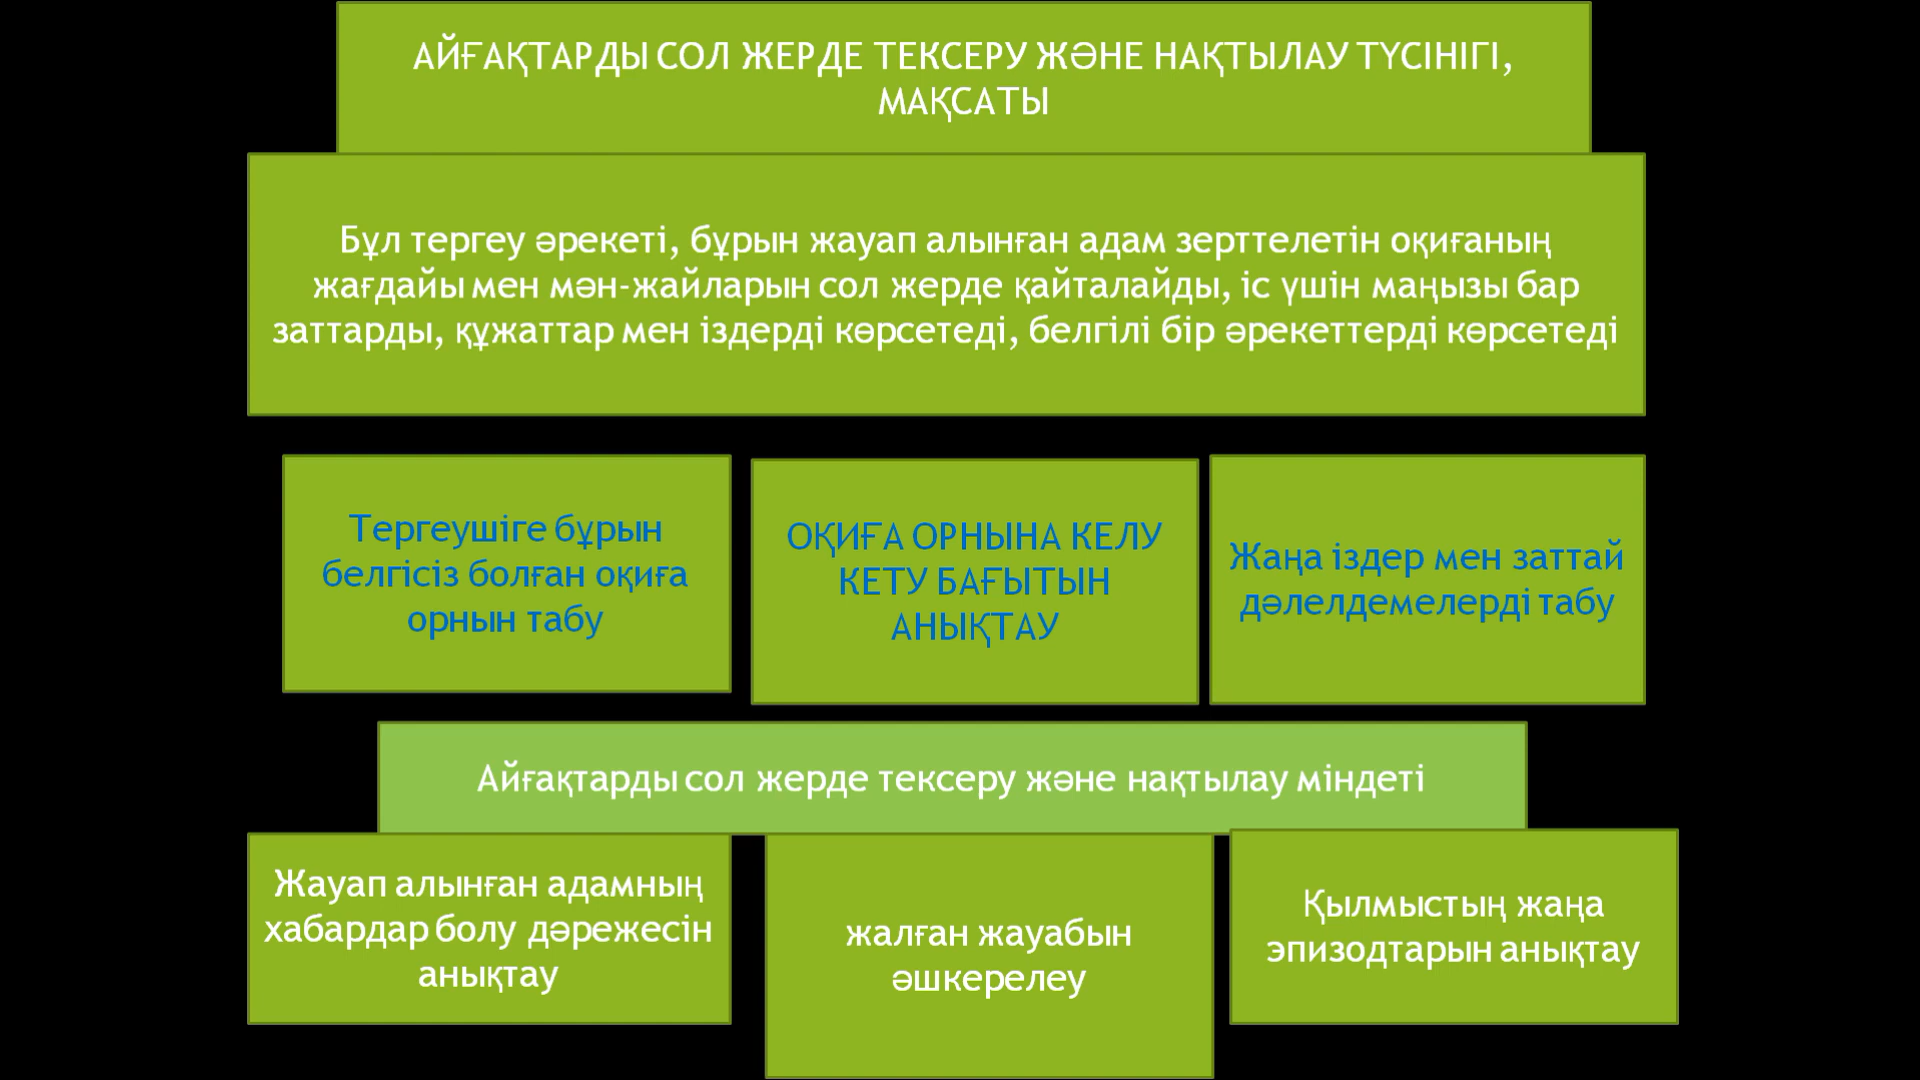 АЙҒАҚТАРДЫ СОЛ ЖЕРДЕ ТЕКСЕРУ ЖӘНЕ НАҚТЫЛАУ ТҮСІНІГІ,
МАҚСАТЫ
Бұл тергеу әрекеті, бұрын жауап алынған адам зерттелетін оқиғаның
жағдайы мен мән-жайларын сол жерде қайталайды, іс үшін маңызы бар
заттарды, құжаттар мен іздерді көрсетеді, белгілі бір әрекеттерді көрсетеді
Тергеушіге бұрын
белгісіз болған оқиға
орнын табу
ОҚИҒА ОРНЫНА КЕЛУ
КЕТУ БАҒЫТЫН
АНЫҚТАУ
Жаңа іздер мен заттай
дәлелдемелерді табу
Айғақтарды сол жерде тексеру және нақтылау міндеті
Жауап алынған адамның
хабардар болу дәрежесін
анықтау
жалған жауабын
әшкерелеу
Қылмыстың жаңа
эпизодтарын анықтау